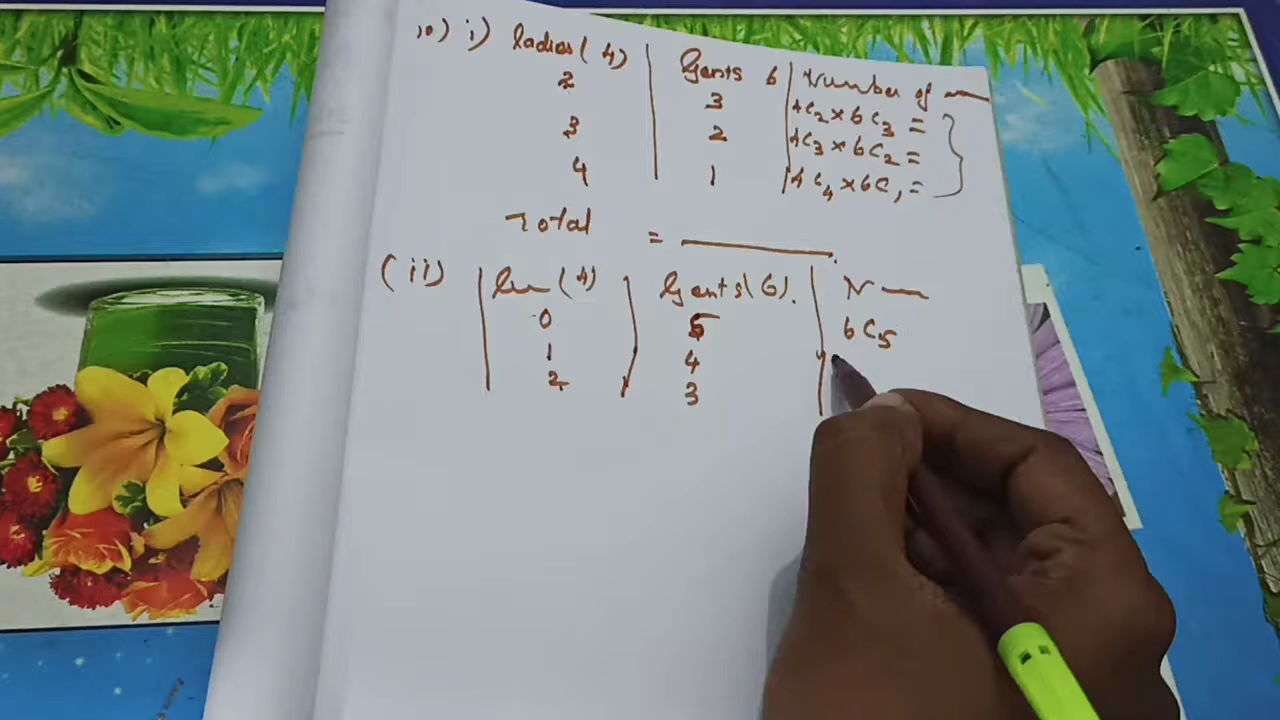 10) i) ladies (4) | Gents 6 | Number of
2 | 3 | 4C2 × 6C3 =
3 | 2 | 4C3 × 6C2 =
4 | 1 | 4C4 × 6C1 =
Total = ______.
(ii) | (4) | Gents (6). | N
0 | 5 | 6C5
1 | 4 |
2 | 3 |